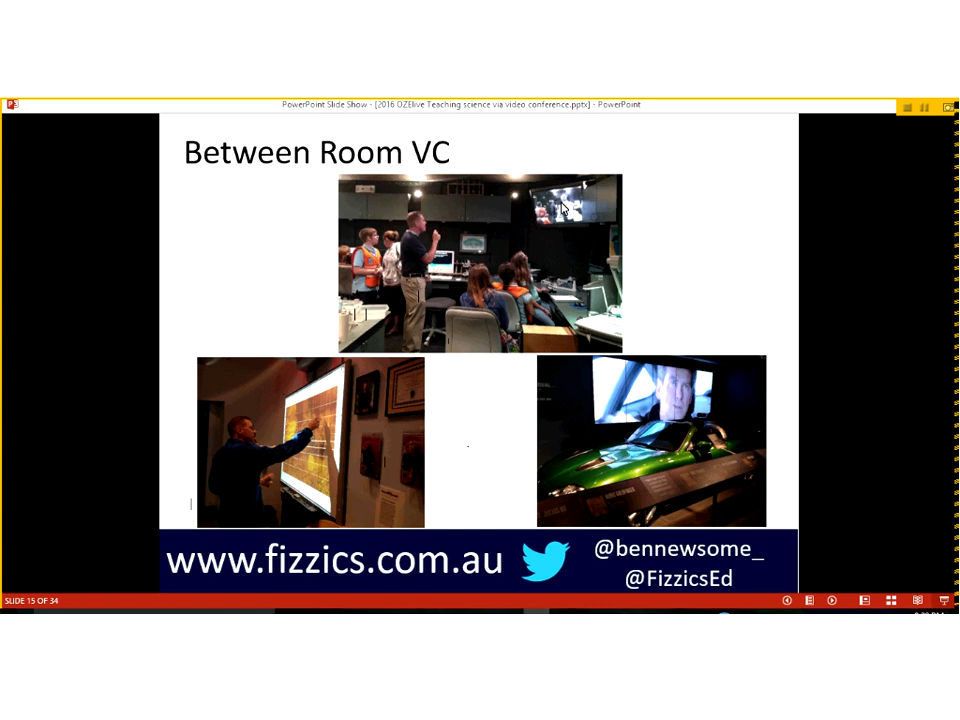 PowerPoint Slide Show - [2016 OZElive Teaching science via video conference.pptx] - PowerPoint
Between Room VC
www.fizzics.com.au
@bennewsome_
@FizzicsEd
SLIDE 15 OF 34